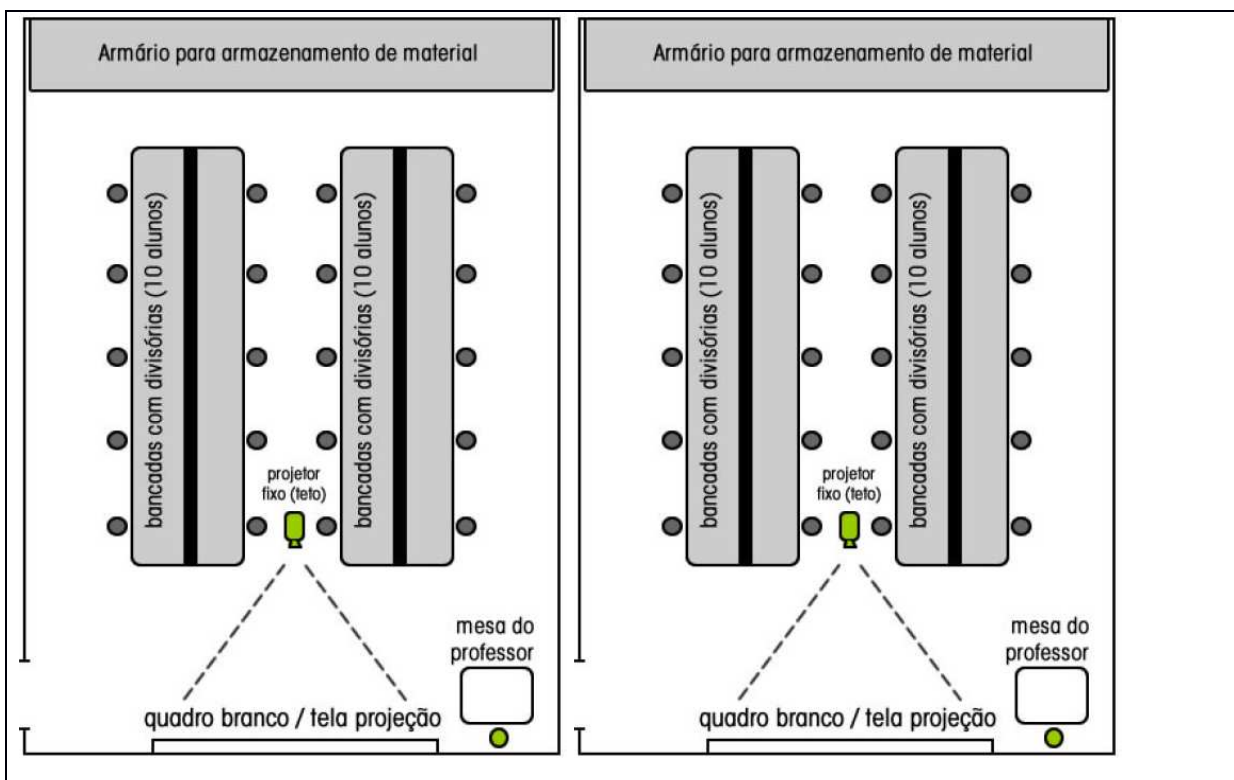 Armário para armazenamento de material
bancadas com divisórias (10 alunos)
bancadas com divisórias (10 alunos)
projetor
fixo (teto)
mesa do
professor
quadro branco / tela projeção
Armário para armazenamento de material
bancadas com divisórias (10 alunos)
bancadas com divisórias (10 alunos)
projetor
fixo (teto)
mesa do
professor
quadro branco / tela projeção